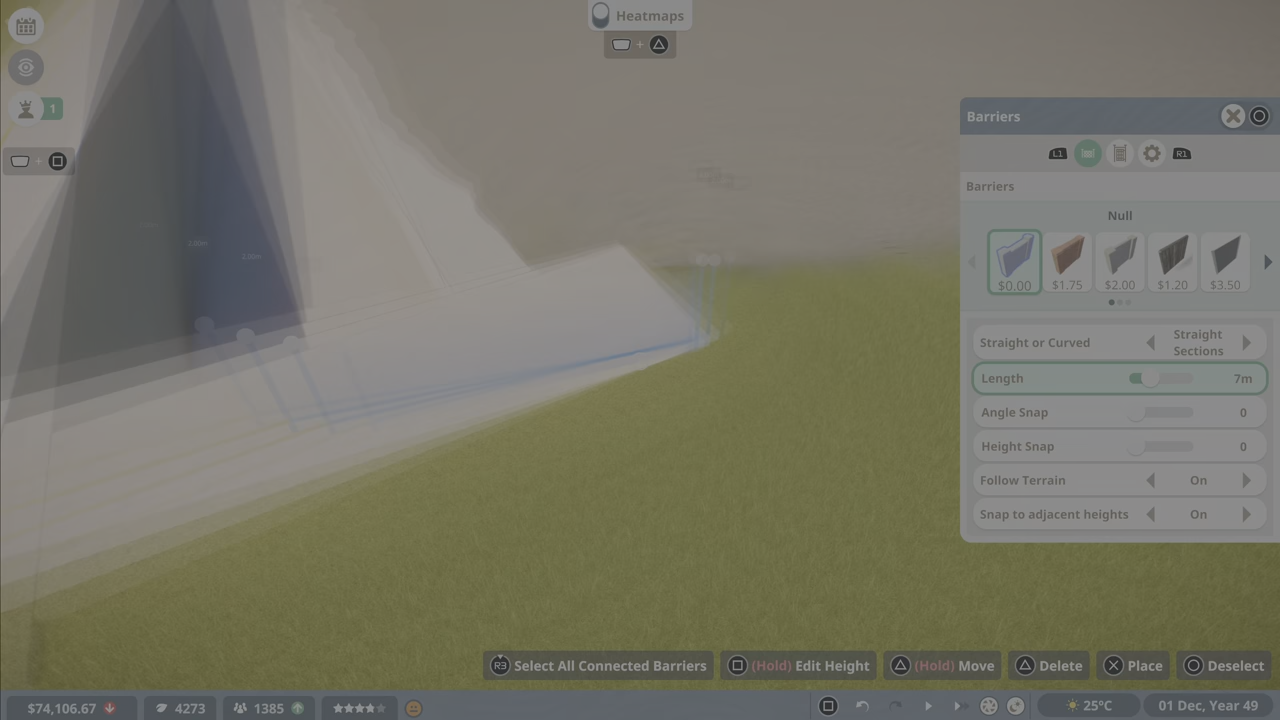 Heatmaps
+
1
+
2.00m
Barriers
L1
R1
Barriers
Null
$0.00
$1.75
$2.00
$1.20
$3.50
Straight or Curved
Straight
Sections
Length
7m
Angle Snap
0
Height Snap
0
Follow Terrain
On
Snap to adjacent heights
On
R3 Select All Connected Barriers
(Hold) Edit Height
(Hold) Move
Delete
Place
Deselect
$74,106.67
4273
1385
25°C
01 Dec, Year 49